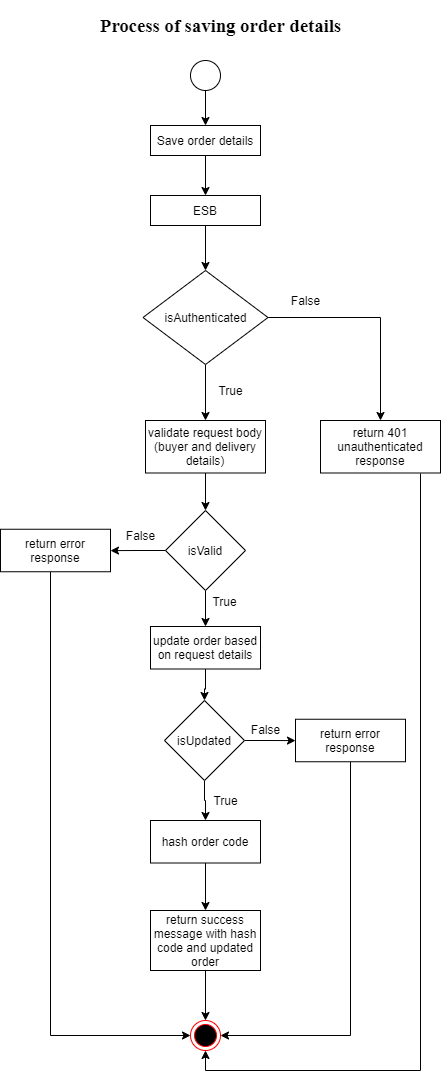 Process of saving order details
Save order details
ESB
isAuthenticated
False
True
validate request body
(buyer and delivery
details)
return 401
unauthenticated
response
isValid
False
return error
response
True
update order based
on request details
isUpdated
False
return error
response
True
hash order code
return success
message with hash
code and updated
order